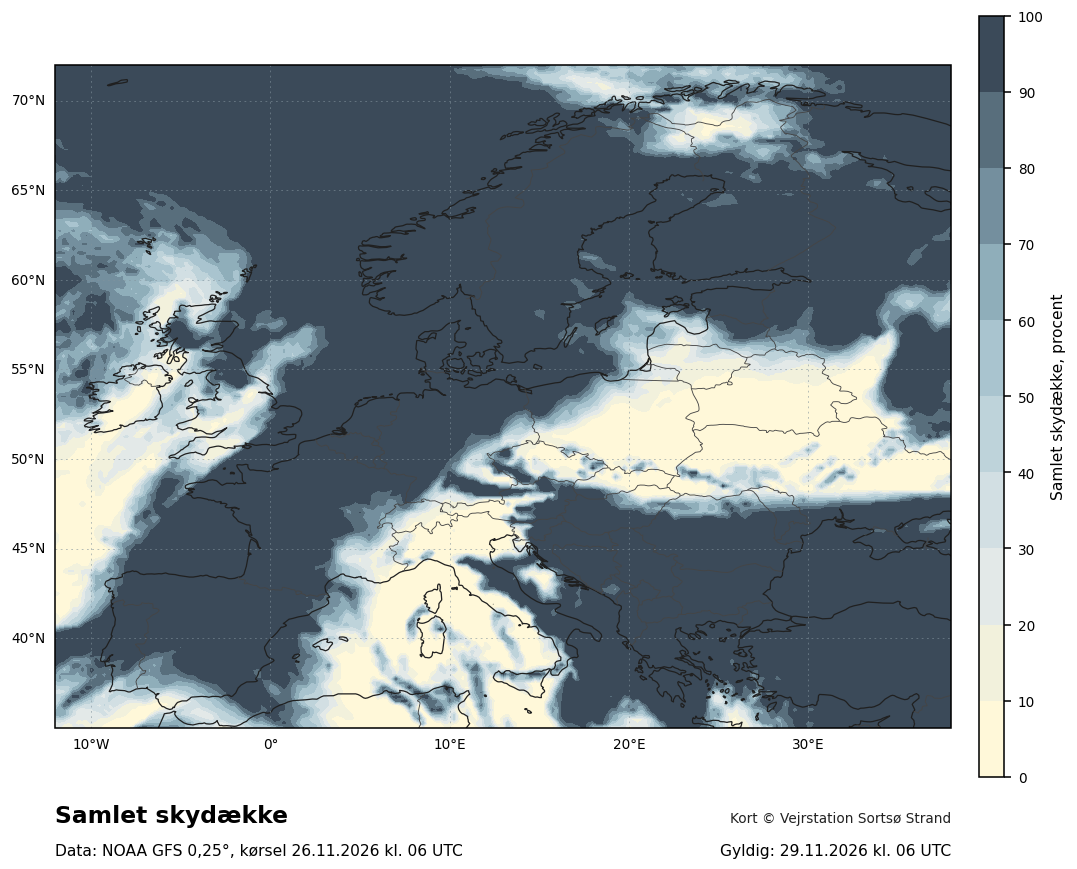 100
90
80
70
60
50
40
30
20
10
0
Samlet skydække, procent
70°N
65°N
60°N
55°N
50°N
45°N
40°N
10°W
0°
10°E
20°E
30°E
Samlet skydække
Kort © Vejrstation Sortsø Strand
Data: NOAA GFS 0,25°, kørsel 26.11.2026 kl. 06 UTC
Gyldig: 29.11.2026 kl. 06 UTC